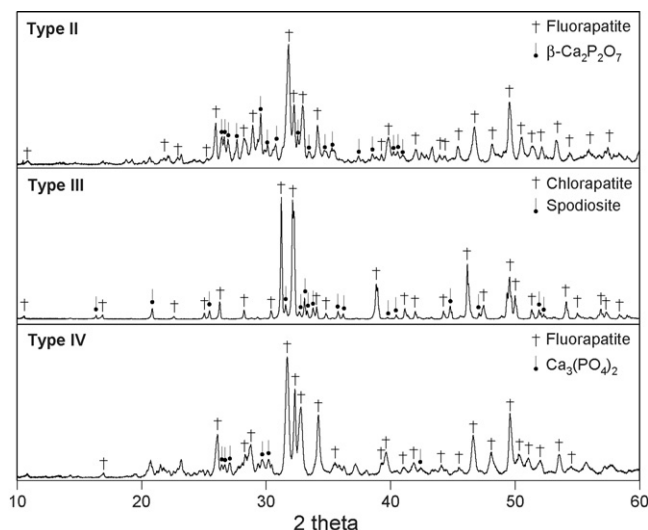 Type II
† Fluorapatite
β-Ca₂P₂O₇
Type III
† Chlorapatite
Spodiosite
Type IV
† Fluorapatite
Ca₃(PO₄)₂
10 20 30 40 50 60
2 theta